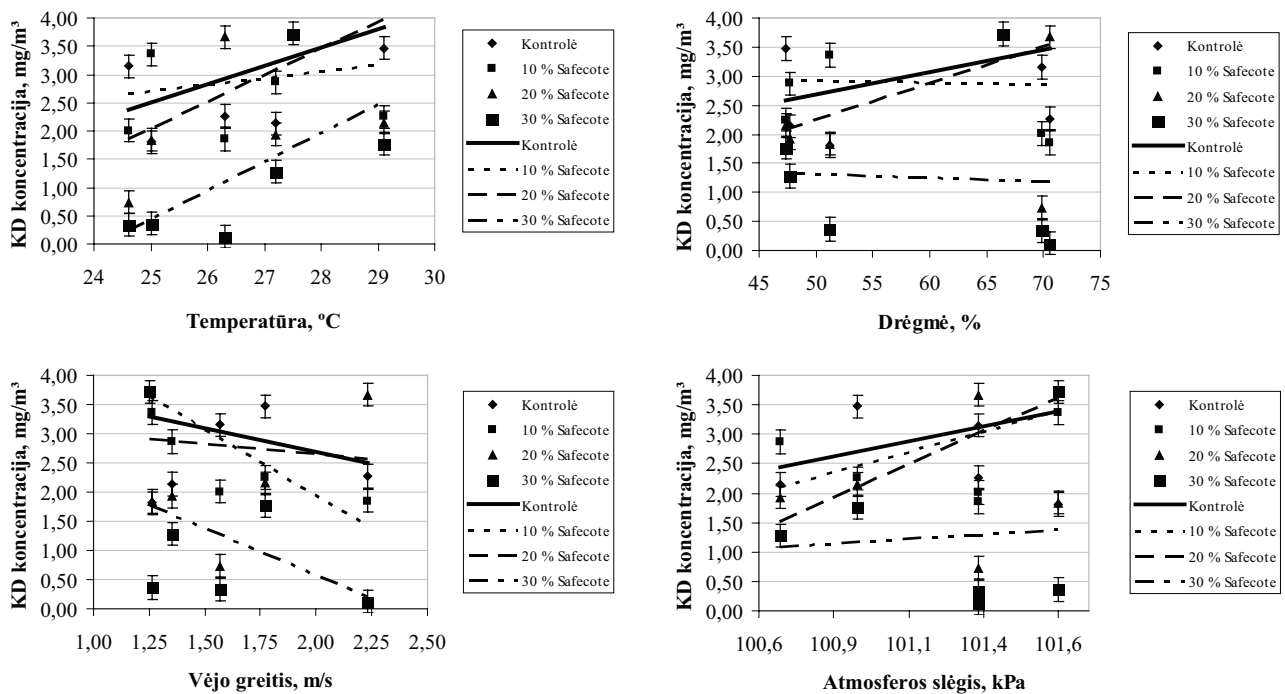 KD koncentracija, mg/m³
4,00
3,50
3,00
2,50
2,00
1,50
1,00
0,50
0,00
24 25 26 27 28 29 30
Temperatūra, ºC
Kontrolė
10 % Safecote
20 % Safecote
30 % Safecote
Kontrolė
10 % Safecote
20 % Safecote
30 % Safecote
KD koncentracija, mg/m³
4,00
3,50
3,00
2,50
2,00
1,50
1,00
0,50
0,00
45 50 55 60 65 70 75
Drėgmė, %
Kontrolė
10 % Safecote
20 % Safecote
30 % Safecote
Kontrolė
10 % Safecote
20 % Safecote
30 % Safecote
KD koncentracija, mg/m³
4,00
3,50
3,00
2,50
2,00
1,50
1,00
0,50
0,00
1,00 1,25 1,50 1,75 2,00 2,25 2,50
Vėjo greitis, m/s
Kontrolė
10 % Safecote
20 % Safecote
30 % Safecote
Kontrolė
10 % Safecote
20 % Safecote
30 % Safecote
KD koncentracija, mg/m³
4,00
3,50
3,00
2,50
2,00
1,50
1,00
0,50
0,00
100,6 100,9 101,1 101,4 101,6
Atmosferos slėgis, kPa
Kontrolė
10 % Safecote
20 % Safecote
30 % Safecote
Kontrolė
10 % Safecote
20 % Safecote
30 % Safecote